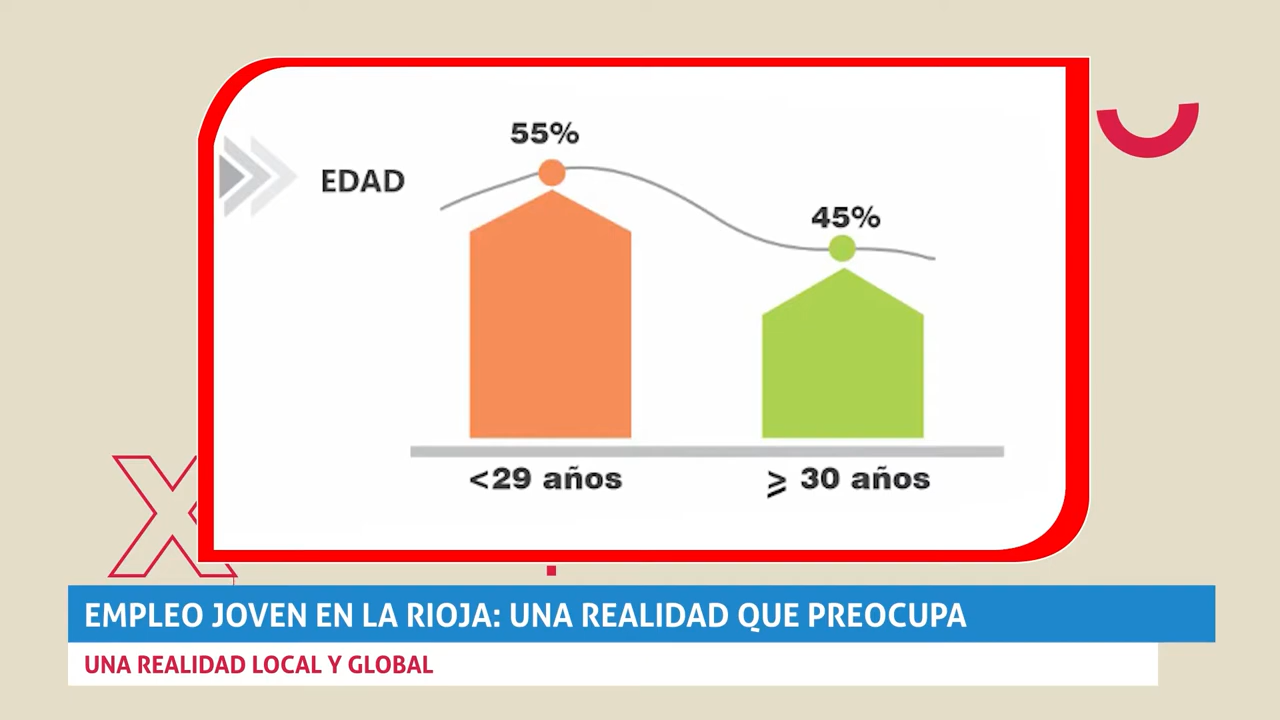 55%
EDAD
45%
<29 años
⩾ 30 años
EMPLEO JOVEN EN LA RIOJA: UNA REALIDAD QUE PREOCUPA
UNA REALIDAD LOCAL Y GLOBAL